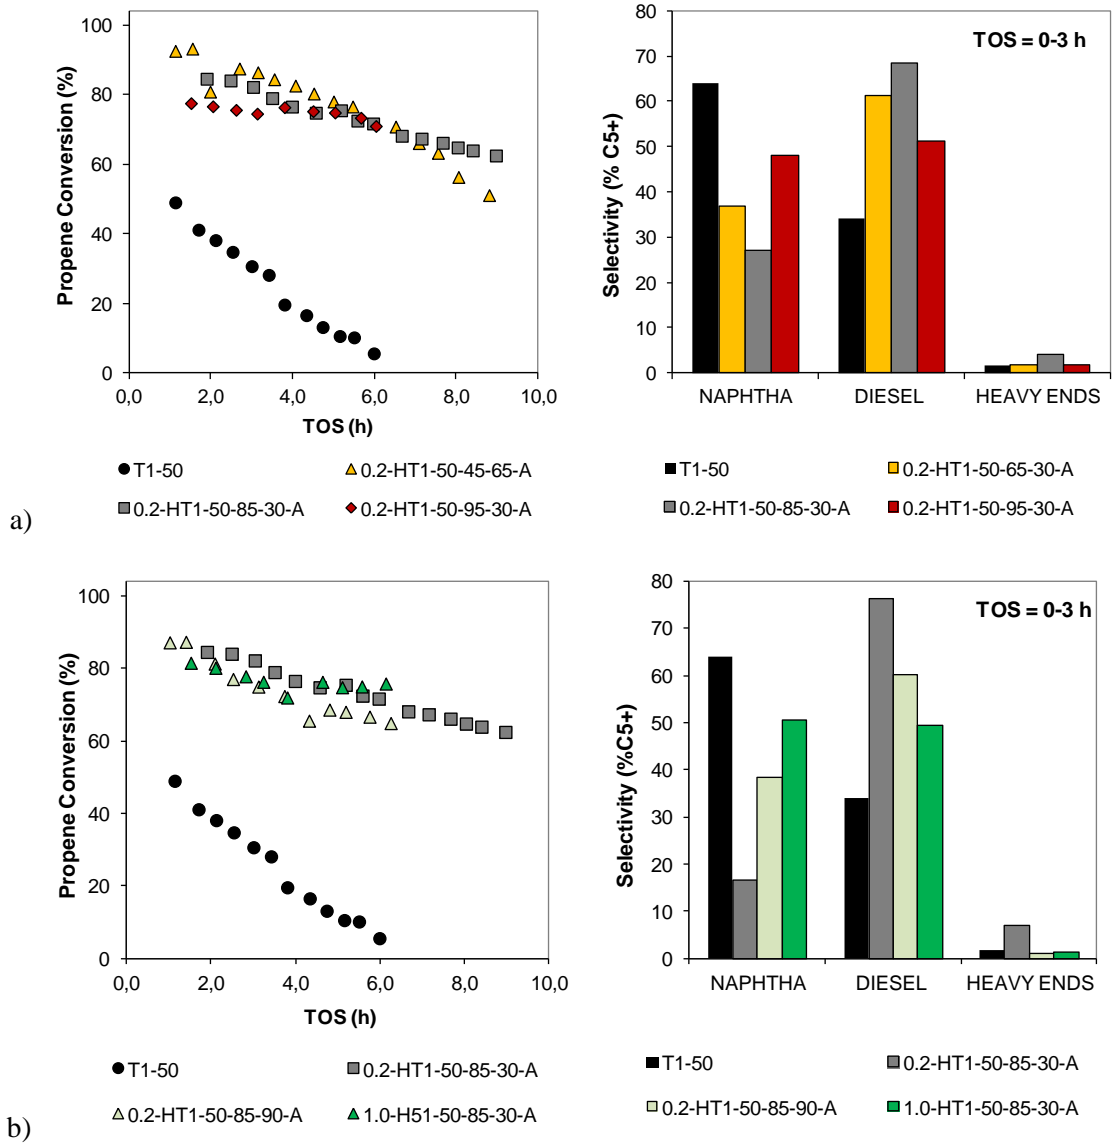 100
80
60
40
20
0
Propene Conversion (%)
0,0 2,0 4,0 6,0 8,0 10,0
TOS (h)
T1-50
0.2-HT1-50-45-65-A
0.2-HT1-50-85-30-A
0.2-HT1-50-95-30-A
80
70
60
50
40
30
20
10
0
Selectivity (% C5+)
TOS = 0-3 h
NAPHTHA DIESEL HEAVY ENDS
T1-50
0.2-HT1-50-65-30-A
0.2-HT1-50-85-30-A
0.2-HT1-50-95-30-A
a)
100
80
60
40
20
0
Propene Conversion (%)
0,0 2,0 4,0 6,0 8,0 10,0
TOS (h)
T1-50
0.2-HT1-50-85-30-A
0.2-HT1-50-85-90-A
1.0-H51-50-85-30-A
80
70
60
50
40
30
20
10
0
Selectivity (%C5+)
TOS = 0-3 h
NAPHTHA DIESEL HEAVY ENDS
T1-50
0.2-HT1-50-85-30-A
0.2-HT1-50-85-90-A
1.0-HT1-50-85-30-A
b)